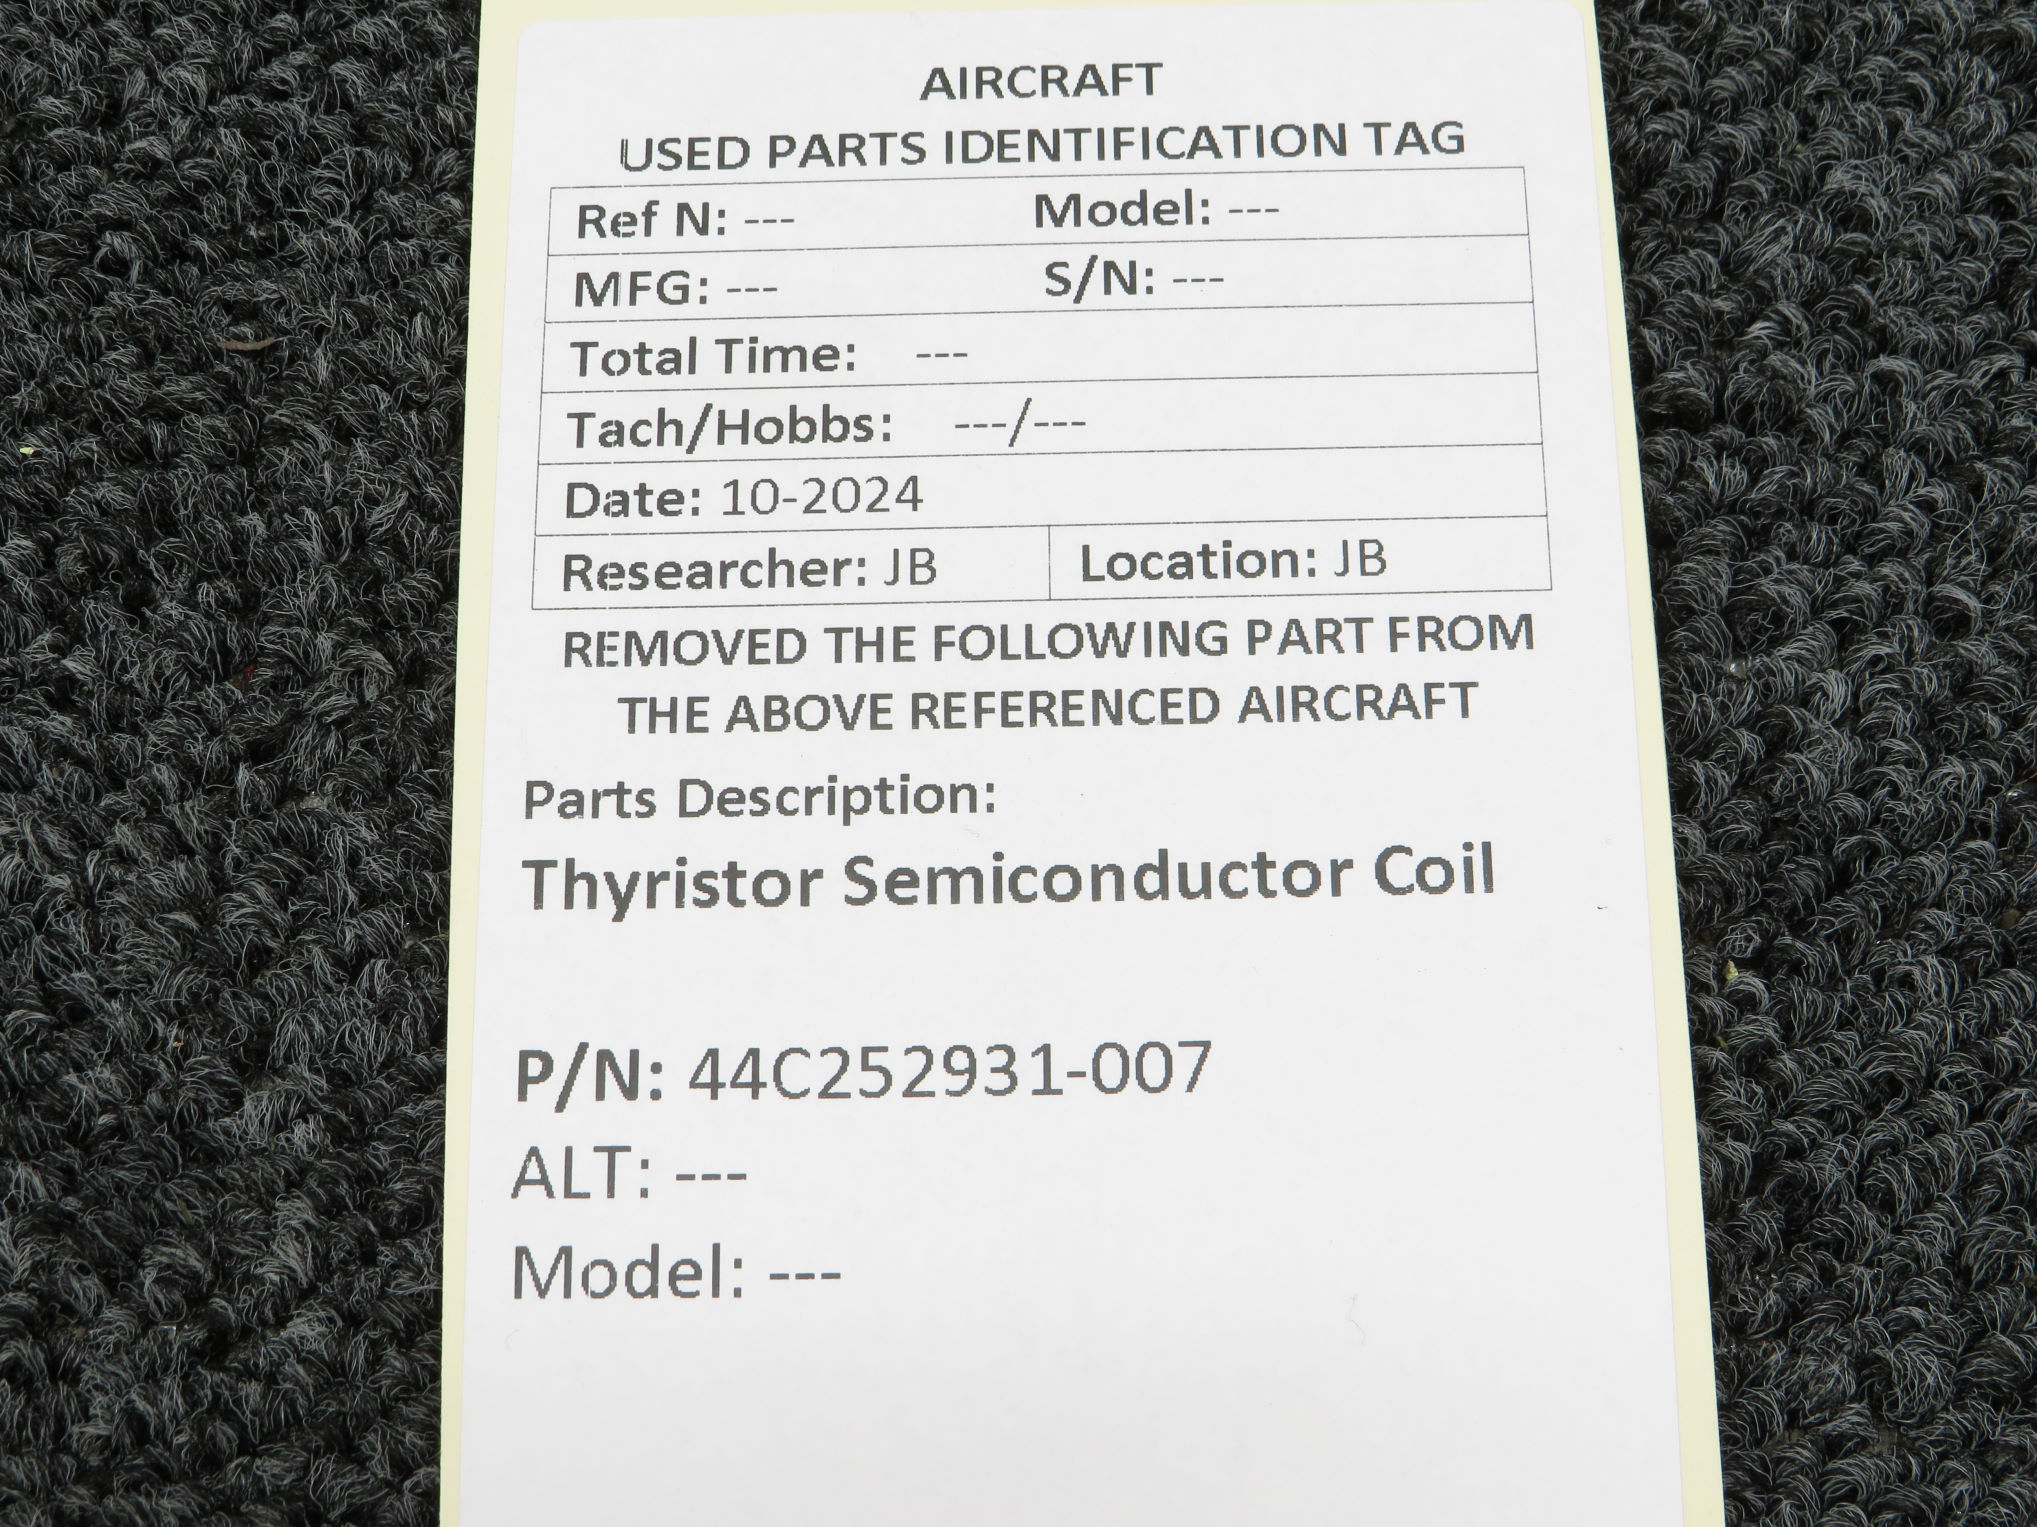 AIRCRAFT
USED PARTS IDENTIFICATION TAG
Ref N: --- Model: ---
MFG: --- S/N: ---
Total Time: ---
Tach/Hobbs: ---/---
Date: 10-2024
Researcher: JB Location: JB
REMOVED THE FOLLOWING PART FROM
THE ABOVE REFERENCED AIRCRAFT
Parts Description:
Thyristor Semiconductor Coil
P/N: 44C252931-007
ALT: ---
Model: ---